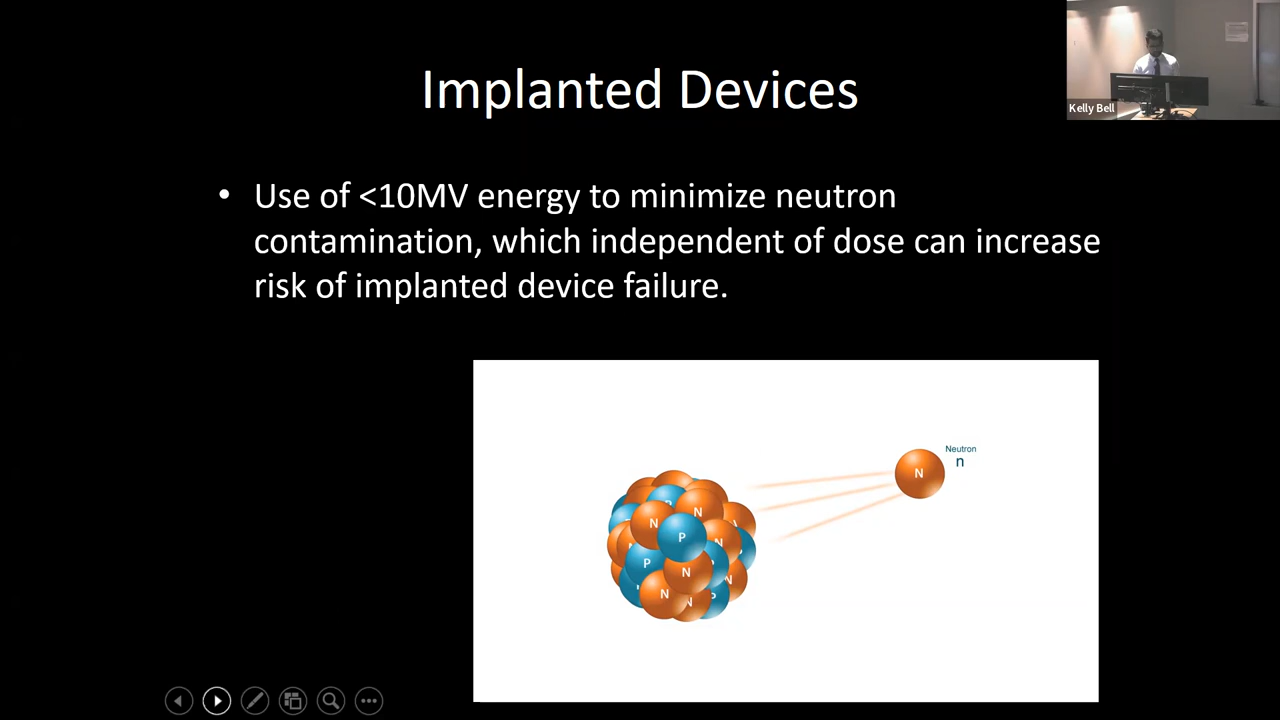 Implanted Devices
Kelly Bell
• Use of <10MV energy to minimize neutron
contamination, which independent of dose can increase
risk of implanted device failure.
Neutron
n
N
N
N
P
N
P
N
N
N
N